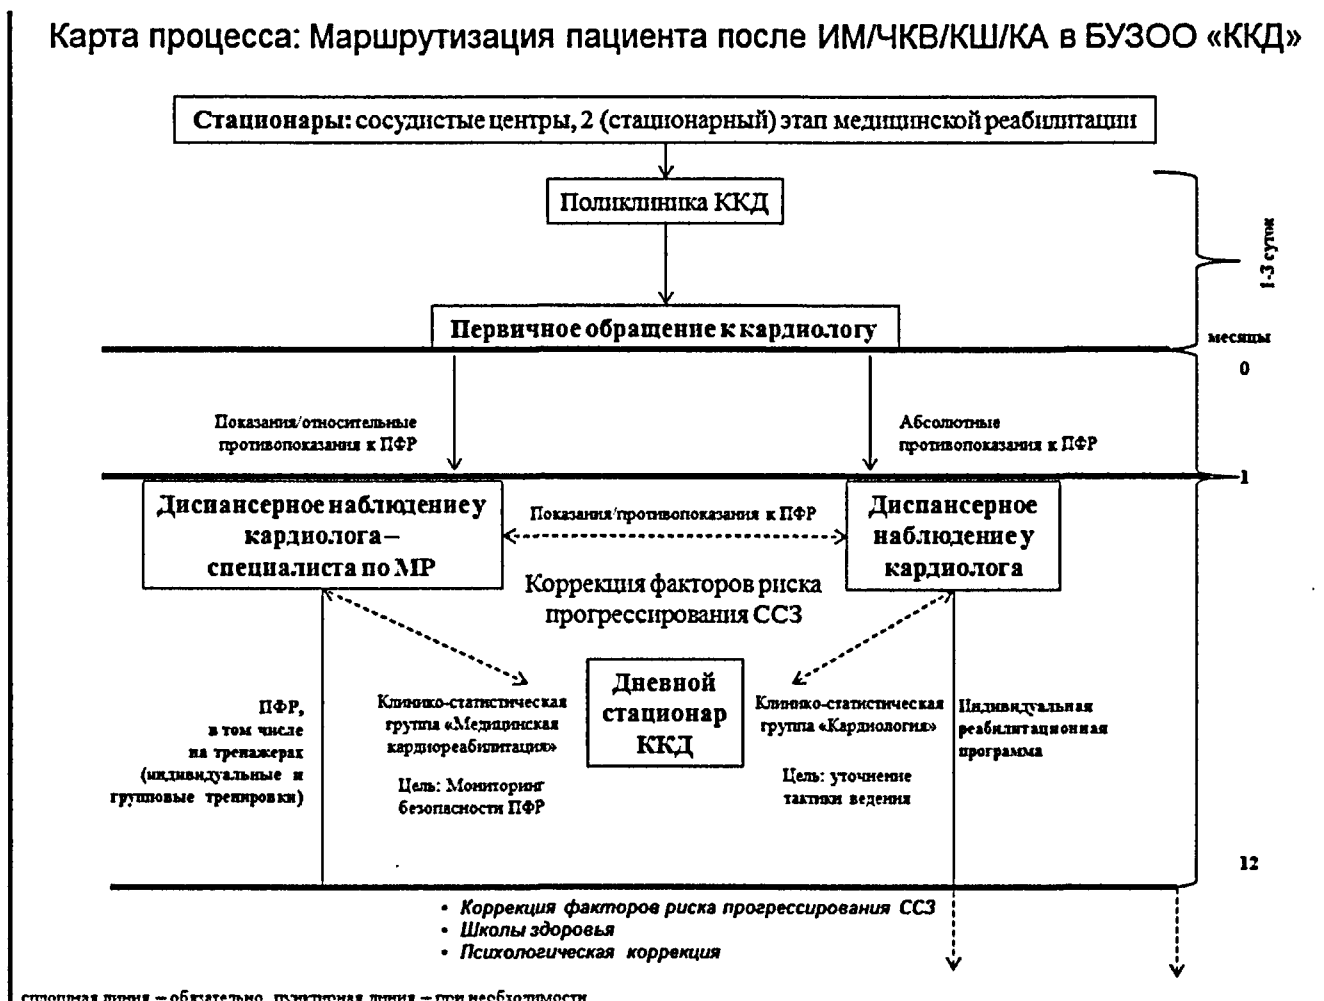 Карта процесса: Маршрутизация пациента после ИМ/ЧКВ/КШ/КА в БУЗОО «ККД»
Стационары: сосудистые центры, 2 (стационарный) этап медицинской реабилитации
Поликлиника ККД
1-3 суток
Первичное обращение к кардиологу
месяцы
0
Показания/относительные
противопоказания к ПФР
Абсолютные
противопоказания к ПФР
1
Диспансерное наблюдение у
кардиолога –
специалиста по МР
Показания/противопоказания к ПФР
Диспансерное
наблюдение у
кардиолога
Коррекция факторов риска
прогрессирования ССЗ
ПФР,
в том числе
на тренажерах
(индивидуальные и
групповые тренировки)
Клинико-статистическая
группа «Медицинская
кардиореабилитация»
Цель: Мониторинг
безопасности ПФР
Дневной
стационар
ККД
Клинико-статистическая
группа «Кардиология»
Цель: уточнение
тактики ведения
Индивидуальная
реабилитационная
программа
12
• Коррекция факторов риска прогрессирования ССЗ
• Школы здоровья
• Психологическая коррекция
сплошная линия – обязательно, пунктирная линия – при необходимости